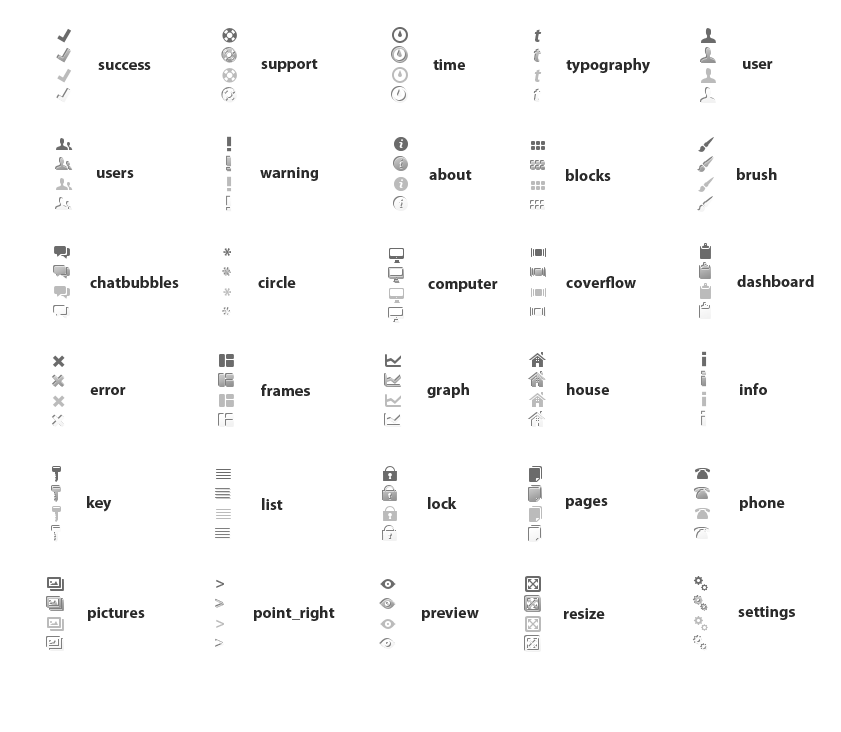 success
support
time
typography
user
users
warning
about
blocks
brush
chatbubbles
circle
computer
coverflow
dashboard
error
frames
graph
house
info
key
list
lock
pages
phone
pictures
point_right
preview
resize
settings